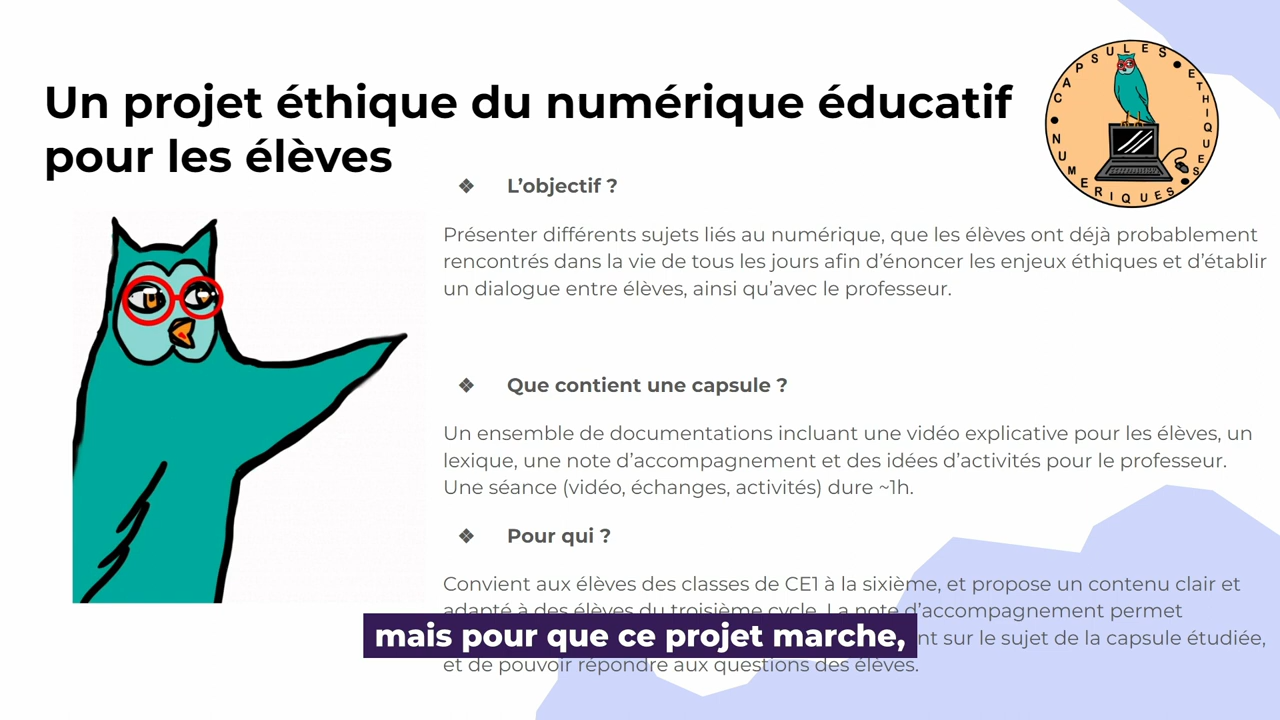 Un projet éthique du numérique éducatif
pour les élèves
CAPSULES ETHIQUES NUMERIQUES
❖ L’objectif ?
Présenter différents sujets liés au numérique, que les élèves ont déjà probablement
rencontrés dans la vie de tous les jours afin d’énoncer les enjeux éthiques et d’établir
un dialogue entre élèves, ainsi qu’avec le professeur.
❖ Que contient une capsule ?
Un ensemble de documentations incluant une vidéo explicative pour les élèves, un
lexique, une note d’accompagnement et des idées d’activités pour le professeur.
Une séance (vidéo, échanges, activités) dure ~1h.
❖ Pour qui ?
Convient aux élèves des classes de CE1 à la sixième, et propose un contenu clair et
adapté à des élèves du troisième cycle. La note d’accompagnement permet
mais pour que ce projet marche,
sur le sujet de la capsule étudiée,
et de pouvoir répondre aux questions des élèves.